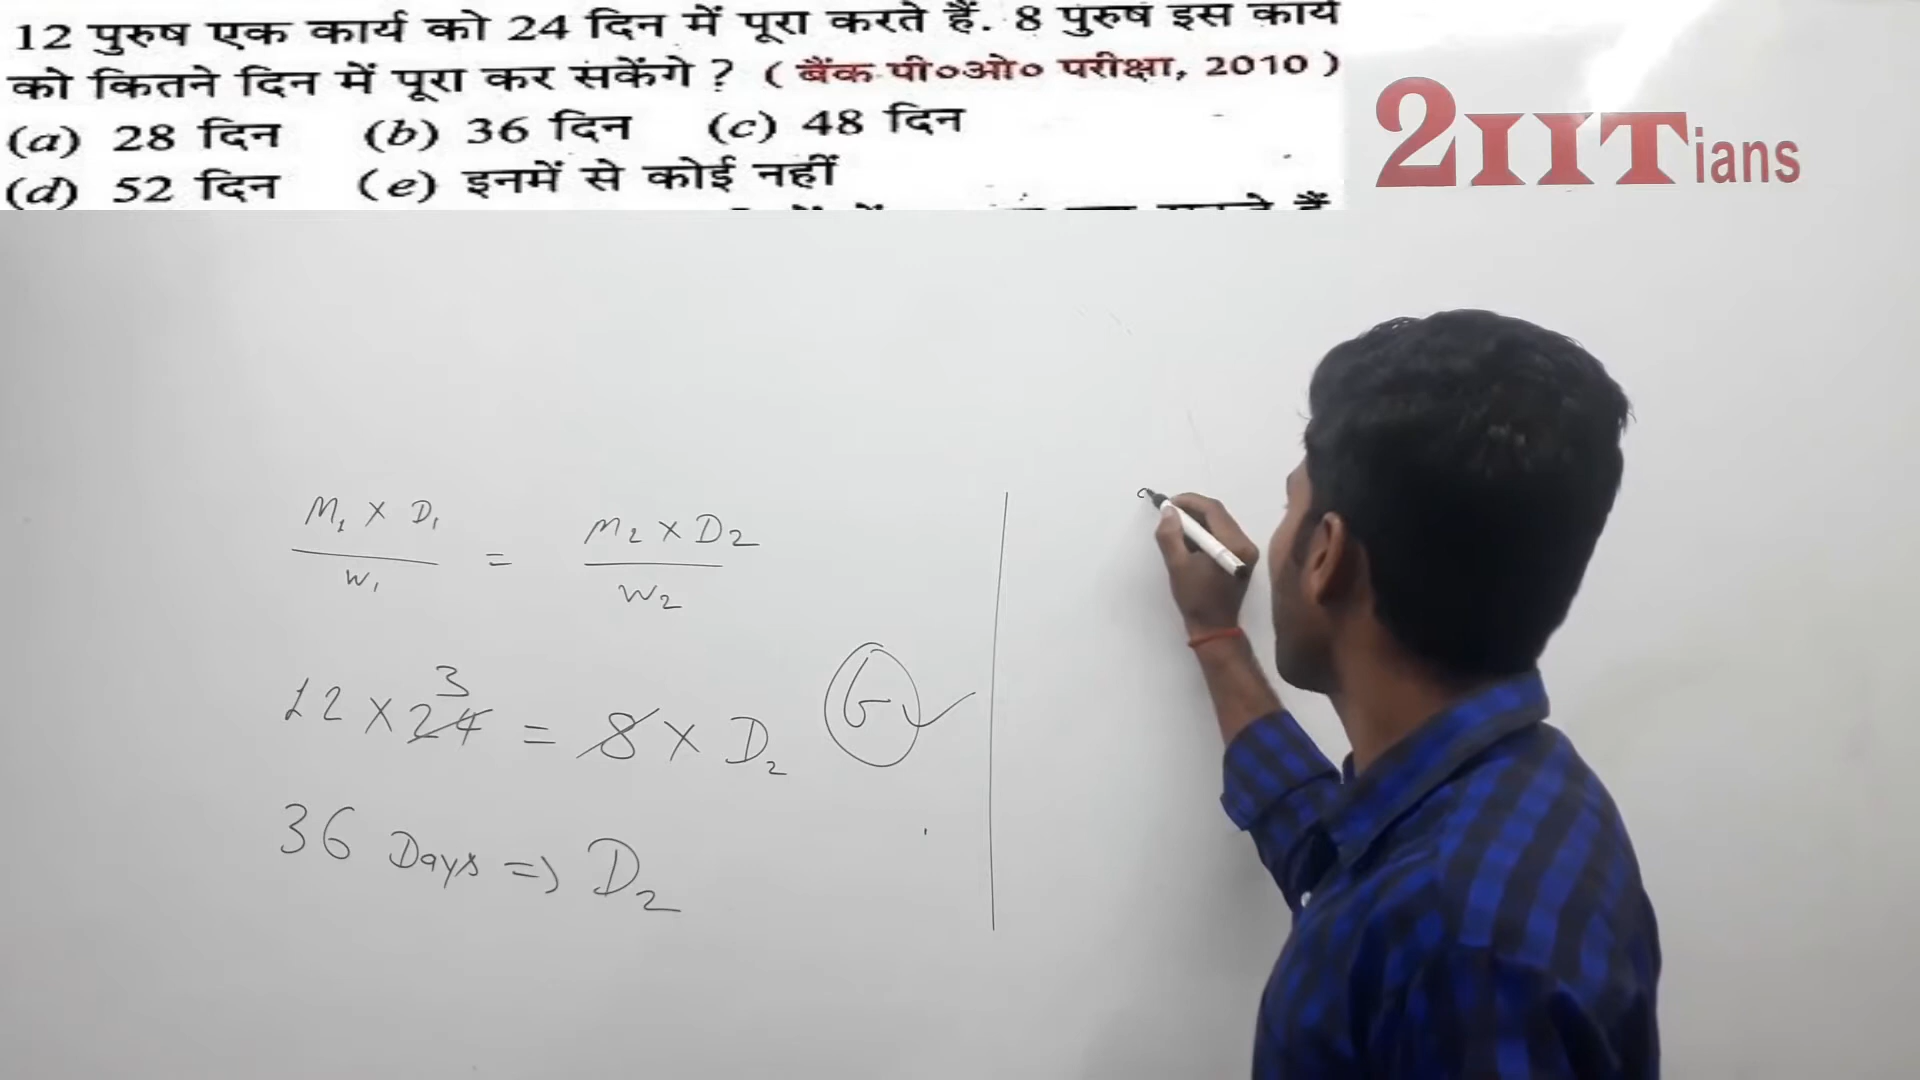 12 पुरुष एक कार्य को 24 दिन में पूरा करते हैं. 8 पुरुष इस कार्य
को कितने दिन में पूरा कर सकेंगे ? ( बैंक पी०ओ० परीक्षा, 2010 )
(a) 28 दिन (b) 36 दिन (c) 48 दिन
(d) 52 दिन (e) इनमें से कोई नहीं
2IITians
M₁ × D₁ / W₁ = M₂ × D₂ / W₂
3
12 × 24 = 8 × D₂
36 Days => D₂